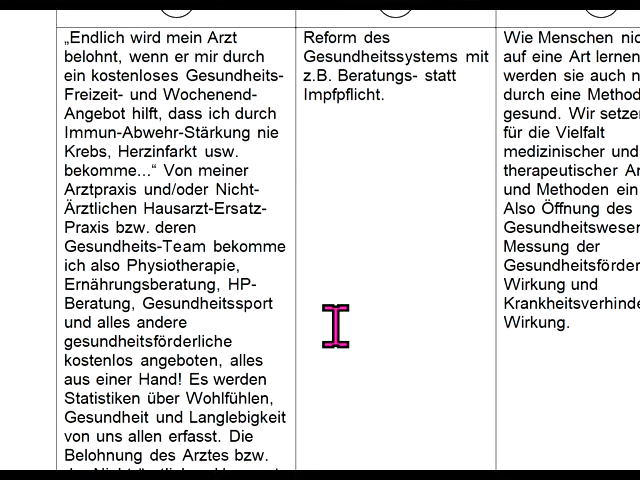 „Endlich wird mein Arzt
belohnt, wenn er mir durch
ein kostenloses Gesundheits-
Freizeit- und Wochenend-
Angebot hilft, dass ich durch
Immun-Abwehr-Stärkung nie
Krebs, Herzinfarkt usw.
bekomme...“ Von meiner
Arztpraxis und/oder Nicht-
Ärztlichen Hausarzt-Ersatz-
Praxis bzw. deren
Gesundheits-Team bekomme
ich also Physiotherapie,
Ernährungsberatung, HP-
Beratung, Gesundheitssport
und alles andere
gesundheitsförderliche
kostenlos angeboten, alles
aus einer Hand! Es werden
Statistiken über Wohlfühlen,
Gesundheit und Langlebigkeit
von uns allen erfasst. Die
Belohnung des Arztes bzw.
Reform des
Gesundheitssystems mit
z.B. Beratungs- statt
Impfpflicht.
Wie Menschen nic
auf eine Art lernen
werden sie auch n
durch eine Method
gesund. Wir setze
für die Vielfalt
medizinischer und
therapeutischer Ar
und Methoden ein
Also Öffnung des
Gesundheitsweser
Messung der
Gesundheitsförder
Wirkung und
Krankheitsverhinde
Wirkung.